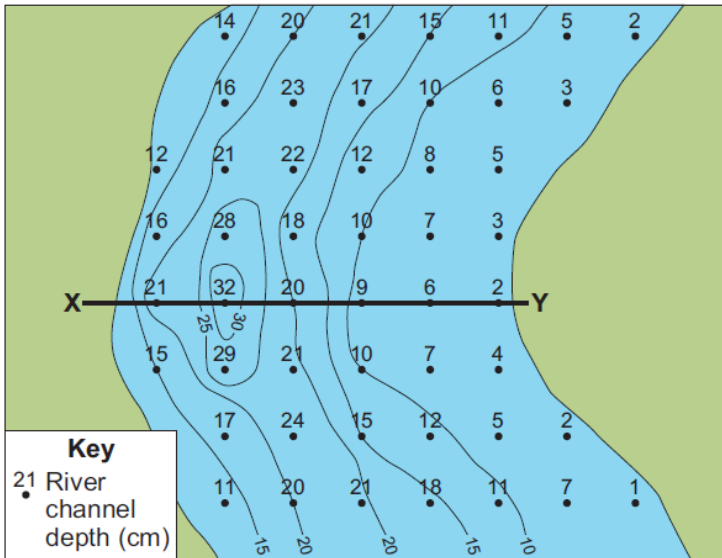 14 20 21 15 11 5 2
16 23 17 10 6 3
12 21 22 12 8 5
16 28 18 10 7 3
X 21 32 20 9 6 2 Y
25 30
15 29 21 10 7 4
17 24 15 12 5 2
Key
21 River
channel
depth (cm)
11 20 21 18 11 7 1
15 20 15 10